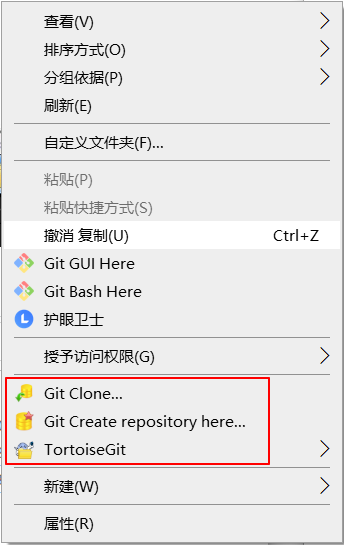 查看(V)
排序方式(O)
分组依据(P)
刷新(E)
自定义文件夹(F)...
粘贴(P)
粘贴快捷方式(S)
撤消 复制(U) Ctrl+Z
Git GUI Here
Git Bash Here
护眼卫士
授予访问权限(G)
Git Clone...
Git Create repository here...
TortoiseGit
新建(W)
属性(R)